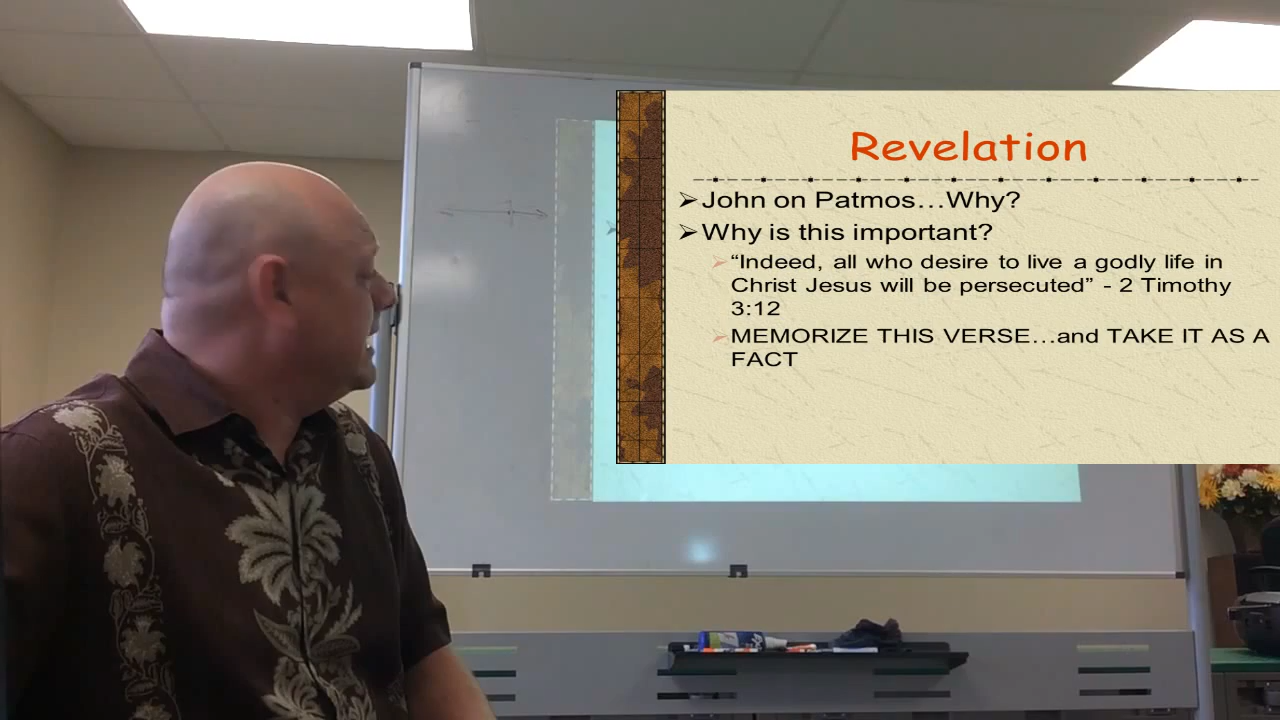 Revelation
John on Patmos…Why?
Why is this important?
“Indeed, all who desire to live a godly life in
Christ Jesus will be persecuted” - 2 Timothy
3:12
MEMORIZE THIS VERSE…and TAKE IT AS A
FACT